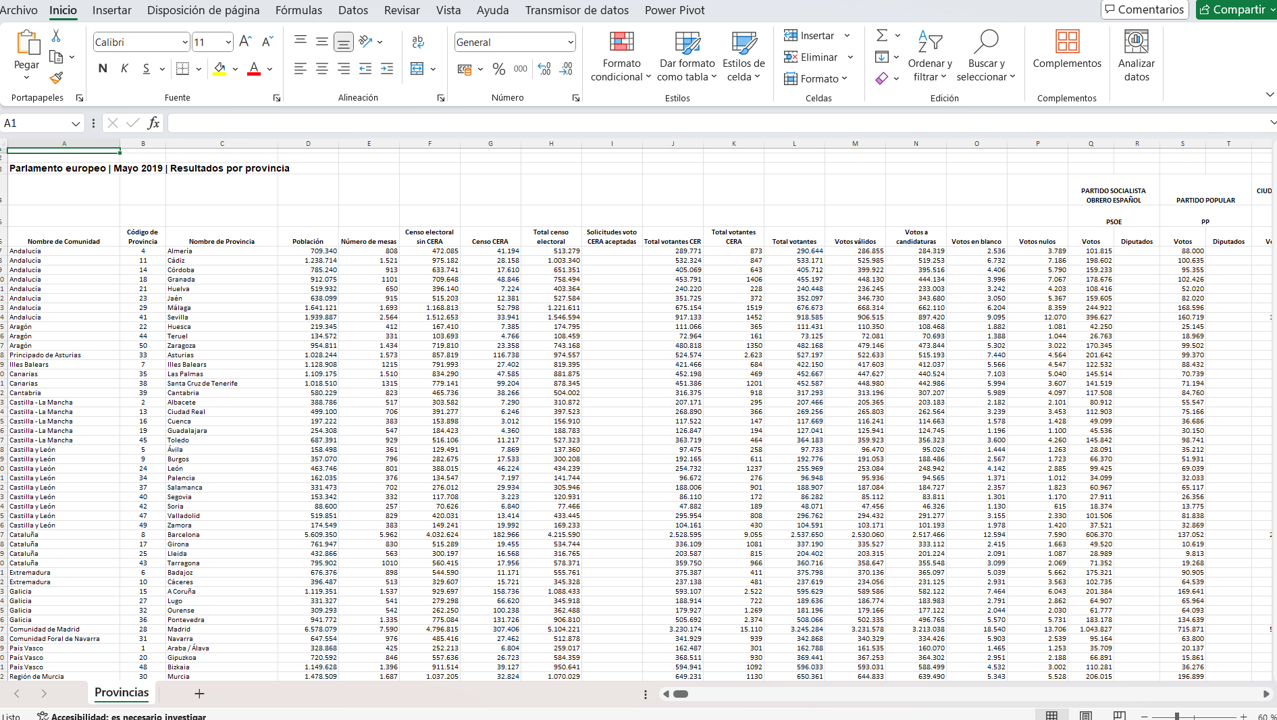 Archivo Inicio Insertar Disposición de página Fórmulas Datos Revisar Vista Ayuda Transmisor de datos Power Pivot Comentarios Compartir
Calibri 11 General Insertar
Pegar N K S Formato condicional Dar formato como tabla Estilos de celda Eliminar Formato Ordenar y filtrar Buscar y seleccionar Complementos Analizar datos
Portapapeles Fuente Alineación Número Estilos Celdas Edición Complementos
A1 fx
A B C D E F G H I J K L M N O P Q R S T
Parlamento europeo | Mayo 2019 | Resultados por provincia
PARTIDO SOCIALISTA OBRERO ESPAÑOL PARTIDO POPULAR
PSOE PP
Nombre de Comunidad Código de Provincia Nombre de Provincia Población Número de mesas Censo electoral sin CERA Censo CERA Total censo electoral Solicitudes voto CERA aceptadas Total votantes CER Total votantes CERA Total votantes Votos válidos Votos a candidaturas Votos en blanco Votos nulos Votos Diputados Votos Diputados
Andalucía 4 Almería 709.340 808 472.085 41.194 513.279 289.771 873 290.644 286.855 284.319 2.536 3.789 101.815 88.000
Andalucía 11 Cádiz 1.238.714 1.521 975.182 28.158 1.003.340 532.324 847 533.171 525.985 519.253 6.732 7.186 198.602 100.635
Andalucía 14 Córdoba 785.240 913 633.741 17.610 651.351 405.069 643 405.712 399.922 395.516 4.406 5.790 159.233 95.355
Andalucía 18 Granada 912.075 1101 709.648 48.846 758.494 453.791 1406 455.197 448.130 444.134 3.996 7.067 178.676 102.426
Andalucía 21 Huelva 519.932 650 396.140 7.224 403.364 240.220 228 240.448 236.245 233.003 3.242 4.203 108.416 52.020
Andalucía 23 Jaén 638.099 915 515.203 12.381 527.584 351.725 372 352.097 346.730 343.680 3.050 5.367 159.605 82.020
Andalucía 29 Málaga 1.641.121 1.693 1.168.813 52.798 1.221.611 675.154 1519 676.673 668.314 662.110 6.204 8.359 244.922 168.596
Andalucía 41 Sevilla 1.939.887 2.564 1.512.653 33.941 1.546.594 917.133 1452 918.585 906.515 897.420 9.095 12.070 396.627 160.719
Aragón 22 Huesca 219.345 412 167.410 7.385 174.795 111.066 365 111.431 110.350 108.468 1.882 1.081 42.250 25.145
Aragón 44 Teruel 134.572 331 103.693 4.766 108.459 72.964 161 73.125 72.081 70.693 1.388 1.044 26.763 18.969
Aragón 50 Zaragoza 954.811 1.434 719.810 23.358 743.168 480.818 1350 482.168 479.146 473.844 5.302 3.022 170.345 99.502
Principado de Asturias 33 Asturias 1.028.244 1.573 857.819 116.738 974.557 524.574 2.623 527.197 522.633 515.193 7.440 4.564 201.642 99.370
Illes Balears 7 Illes Balears 1.128.908 1215 791.993 27.402 819.395 421.466 684 422.150 417.603 412.037 5.566 4.547 122.532 88.432
Canarias 35 Las Palmas 1.109.175 1.510 834.290 47.585 881.875 452.198 469 452.667 447.627 440.524 7.103 5.040 145.514 70.739
Canarias 38 Santa Cruz de Tenerife 1.018.510 1315 779.141 99.204 878.345 451.386 1201 452.587 448.980 442.986 5.994 3.607 141.519 71.194
Cantabria 39 Cantabria 580.229 823 465.736 38.266 504.002 316.375 918 317.293 313.196 307.207 5.989 4.097 117.508 84.760
Castilla - La Mancha 2 Albacete 388.786 517 303.582 7.290 310.872 207.171 295 207.466 205.365 203.183 2.182 2.101 80.912 55.547
Castilla - La Mancha 13 Ciudad Real 499.100 706 391.277 6.246 397.523 268.890 366 269.256 265.803 262.564 3.239 3.453 112.903 75.166
Castilla - La Mancha 16 Cuenca 197.222 383 153.898 3.012 156.910 117.522 147 117.669 116.241 114.663 1.578 1.428 49.099 36.686
Castilla - La Mancha 19 Guadalajara 254.308 547 184.423 4.360 188.783 126.847 194 127.041 125.941 124.745 1.196 1.100 45.536 30.150
Castilla - La Mancha 45 Toledo 687.391 929 516.106 11.217 527.323 363.719 464 364.183 359.923 356.323 3.600 4.260 145.842 98.741
Castilla y León 5 Ávila 158.498 361 129.491 7.869 137.360 97.475 258 97.733 96.470 95.026 1.444 1.263 28.091 35.212
Castilla y León 9 Burgos 357.070 796 282.675 17.533 300.208 192.165 611 192.776 191.053 188.486 2.567 1.723 66.370 51.931
Castilla y León 24 León 463.746 801 388.015 46.224 434.239 254.732 1237 255.969 253.084 248.942 4.142 2.885 99.425 69.039
Castilla y León 34 Palencia 162.035 376 134.547 7.197 141.744 96.672 276 96.948 95.936 94.565 1.371 1.012 34.099 32.033
Castilla y León 37 Salamanca 331.473 702 276.012 29.934 305.946 188.006 901 188.907 187.084 184.727 2.357 1.823 60.967 65.117
Castilla y León 40 Segovia 153.342 332 117.708 3.223 120.931 86.110 172 86.282 85.112 83.811 1.301 1.170 27.911 26.356
Castilla y León 42 Soria 88.600 257 70.626 6.840 77.466 47.882 189 48.071 47.456 46.326 1.130 615 18.374 13.775
Castilla y León 47 Valladolid 519.851 829 420.031 13.414 433.445 295.954 808 296.762 294.432 291.277 3.155 2.330 101.506 81.838
Castilla y León 49 Zamora 174.549 383 149.241 19.992 169.233 104.161 430 104.591 103.171 101.193 1.978 1.420 37.521 32.869
Cataluña 8 Barcelona 5.609.350 5.962 4.032.624 182.966 4.215.590 2.528.595 9.055 2.537.650 2.530.060 2.517.466 12.594 7.590 606.370 137.052
Cataluña 17 Girona 761.947 830 515.289 19.455 534.744 336.109 1081 337.190 335.527 333.112 2.415 1.663 49.520 10.619
Cataluña 25 Lleida 432.866 563 300.197 16.568 316.765 203.587 815 204.402 203.315 201.224 2.091 1.087 28.989 9.813
Cataluña 43 Tarragona 795.902 1010 560.415 17.956 578.371 359.750 966 360.716 358.647 355.548 3.099 2.069 71.352 19.268
Extremadura 6 Badajoz 676.376 898 544.590 11.171 555.761 375.387 411 375.798 370.136 365.097 5.039 5.662 175.321 90.905
Extremadura 10 Cáceres 396.487 513 329.607 15.721 345.328 237.138 481 237.619 234.056 231.125 2.931 3.563 102.735 64.539
Galicia 15 A Coruña 1.119.351 1.537 929.697 158.736 1.088.433 593.107 2.522 595.629 589.586 582.122 7.464 6.043 201.384 169.641
Galicia 27 Lugo 331.327 541 279.298 66.620 345.918 188.914 722 189.636 186.774 183.983 2.791 2.862 64.907 65.964
Galicia 32 Ourense 309.293 542 262.250 100.238 362.488 179.927 1.269 181.196 179.166 177.122 2.044 2.030 61.777 64.093
Galicia 36 Pontevedra 941.772 1.335 775.084 131.726 906.810 505.692 2.374 508.066 502.335 496.765 5.570 5.731 183.178 134.639
Comunidad de Madrid 28 Madrid 6.578.079 7.590 4.796.815 307.406 5.104.221 3.230.174 15.110 3.245.284 3.231.578 3.213.038 18.540 13.706 1.043.827 715.871
Comunidad Foral de Navarra 31 Navarra 647.554 976 485.416 27.462 512.878 341.929 939 342.868 340.329 334.426 5.903 2.539 95.164 63.800
País Vasco 1 Araba / Álava 328.868 425 252.213 6.804 259.017 162.487 301 162.788 161.535 160.070 1.465 1.253 35.709 20.137
País Vasco 20 Gipuzkoa 720.592 846 557.636 26.723 584.359 368.511 930 369.441 367.253 364.302 2.951 2.188 66.891 15.861
País Vasco 48 Bizkaia 1.149.628 1.396 911.514 39.127 950.641 594.941 1092 596.033 593.031 588.499 4.532 3.002 110.281 36.276
Región de Murcia 30 Murcia 1.478.509 1.687 1.037.205 32.824 1.070.029 649.231 1130 650.361 644.833 639.490 5.343 5.528 206.015 196.899
Provincias
Listo Accesibilidad: es necesario investigar 60 %